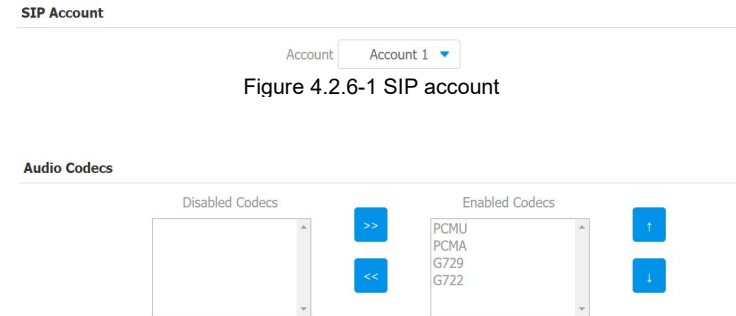 SIP Account
Account Account 1
Figure 4.2.6-1 SIP account
Audio Codecs
Disabled Codecs Enabled Codecs
>>
<<
PCMU
PCMA
G729
G722
↑
↓